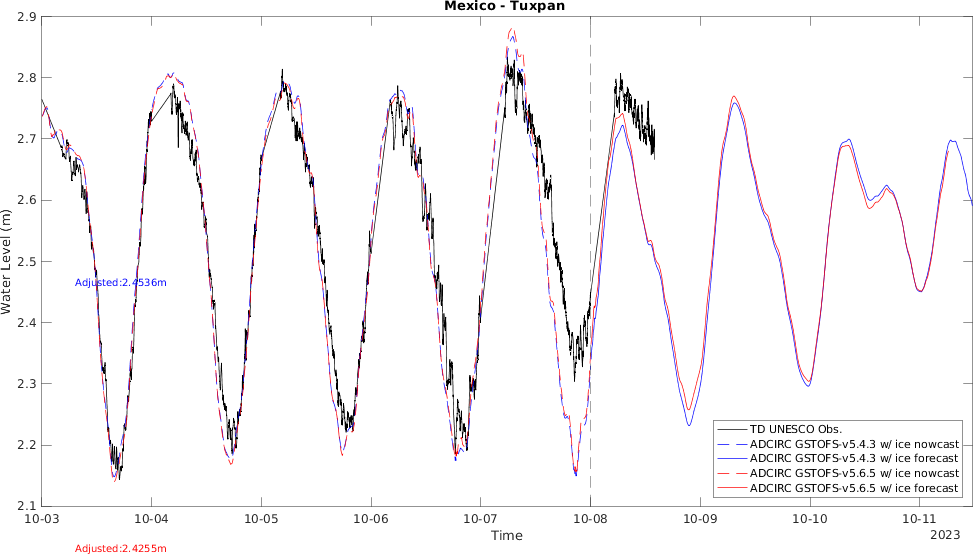 Mexico - Tuxpan
2.9
2.8
2.7
2.6
2.5
2.4
2.3
2.2
2.1
Water Level (m)
Adjusted:2.4536m
TD UNESCO Obs.
ADCIRC GSTOFS-v5.4.3 w/ ice nowcast
ADCIRC GSTOFS-v5.4.3 w/ ice forecast
ADCIRC GSTOFS-v5.6.5 w/ ice nowcast
ADCIRC GSTOFS-v5.6.5 w/ ice forecast
10-03 10-04 10-05 10-06 10-07 10-08 10-09 10-10 10-11
Time
2023
Adjusted:2.4255m